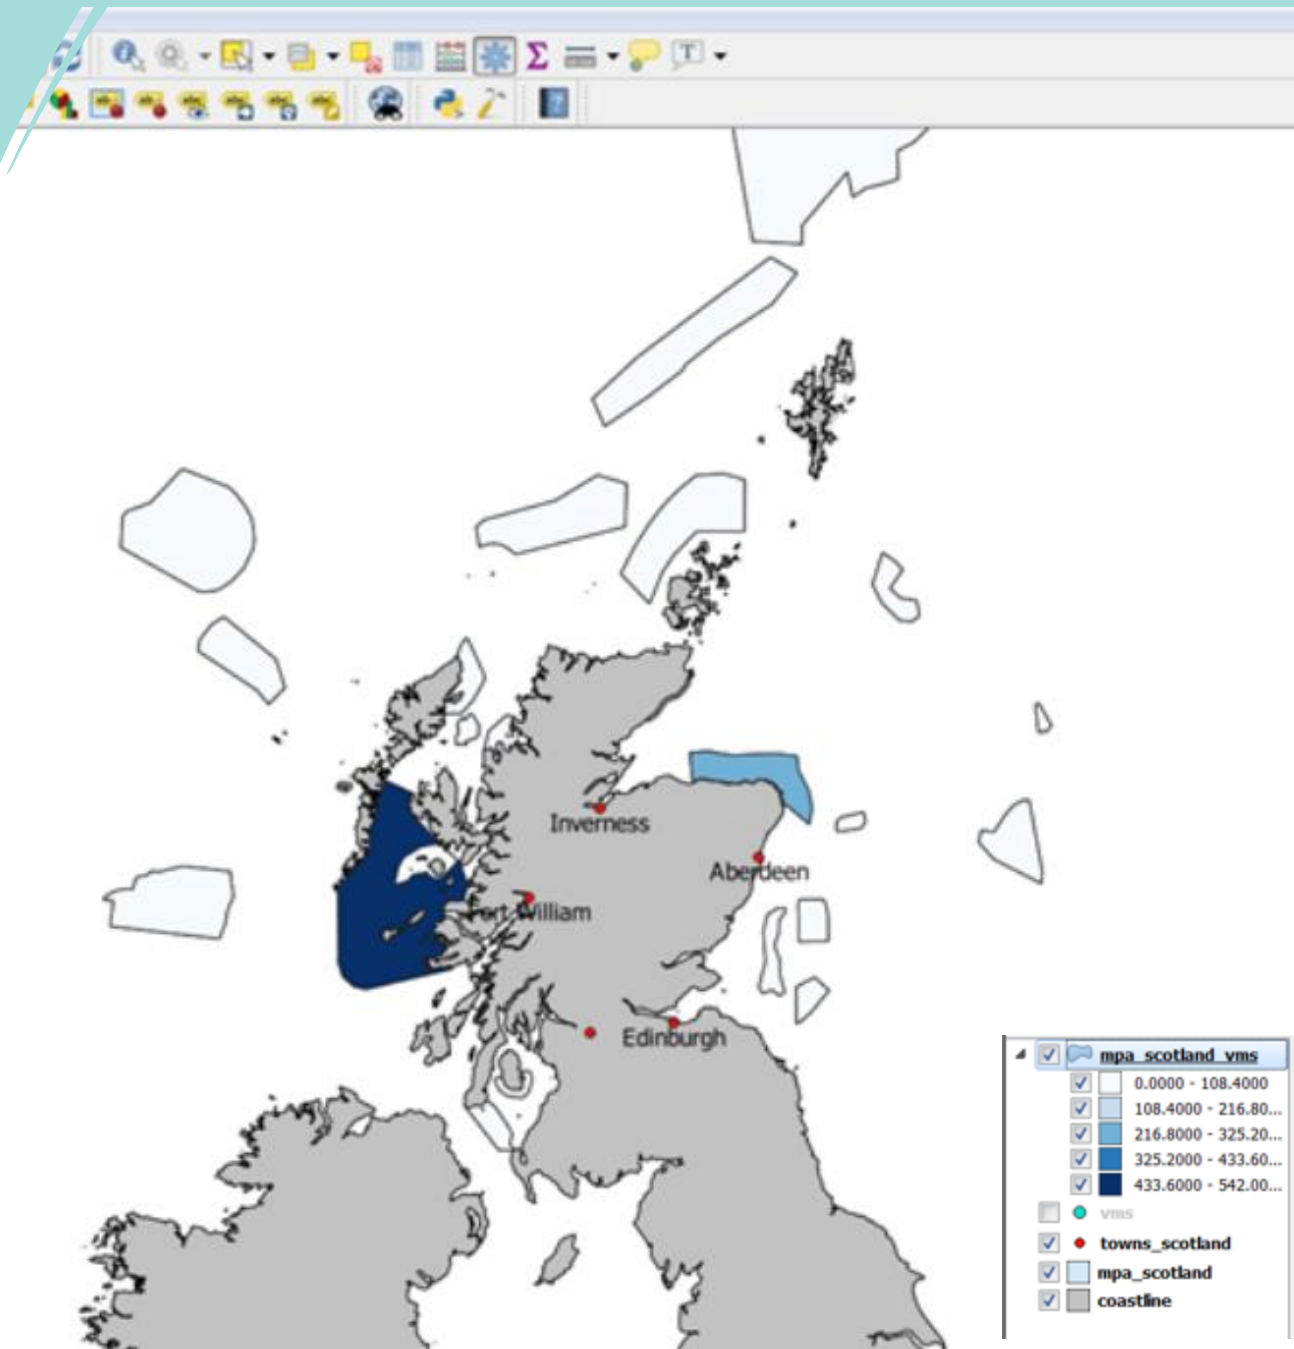 Inverness
Aberdeen
Fort William
Edinburgh
mpa_scotland_vms
0.0000 - 108.4000
108.4000 - 216.80...
216.8000 - 325.20...
325.2000 - 433.60...
433.6000 - 542.00...
vms
towns_scotland
mpa_scotland
coastline